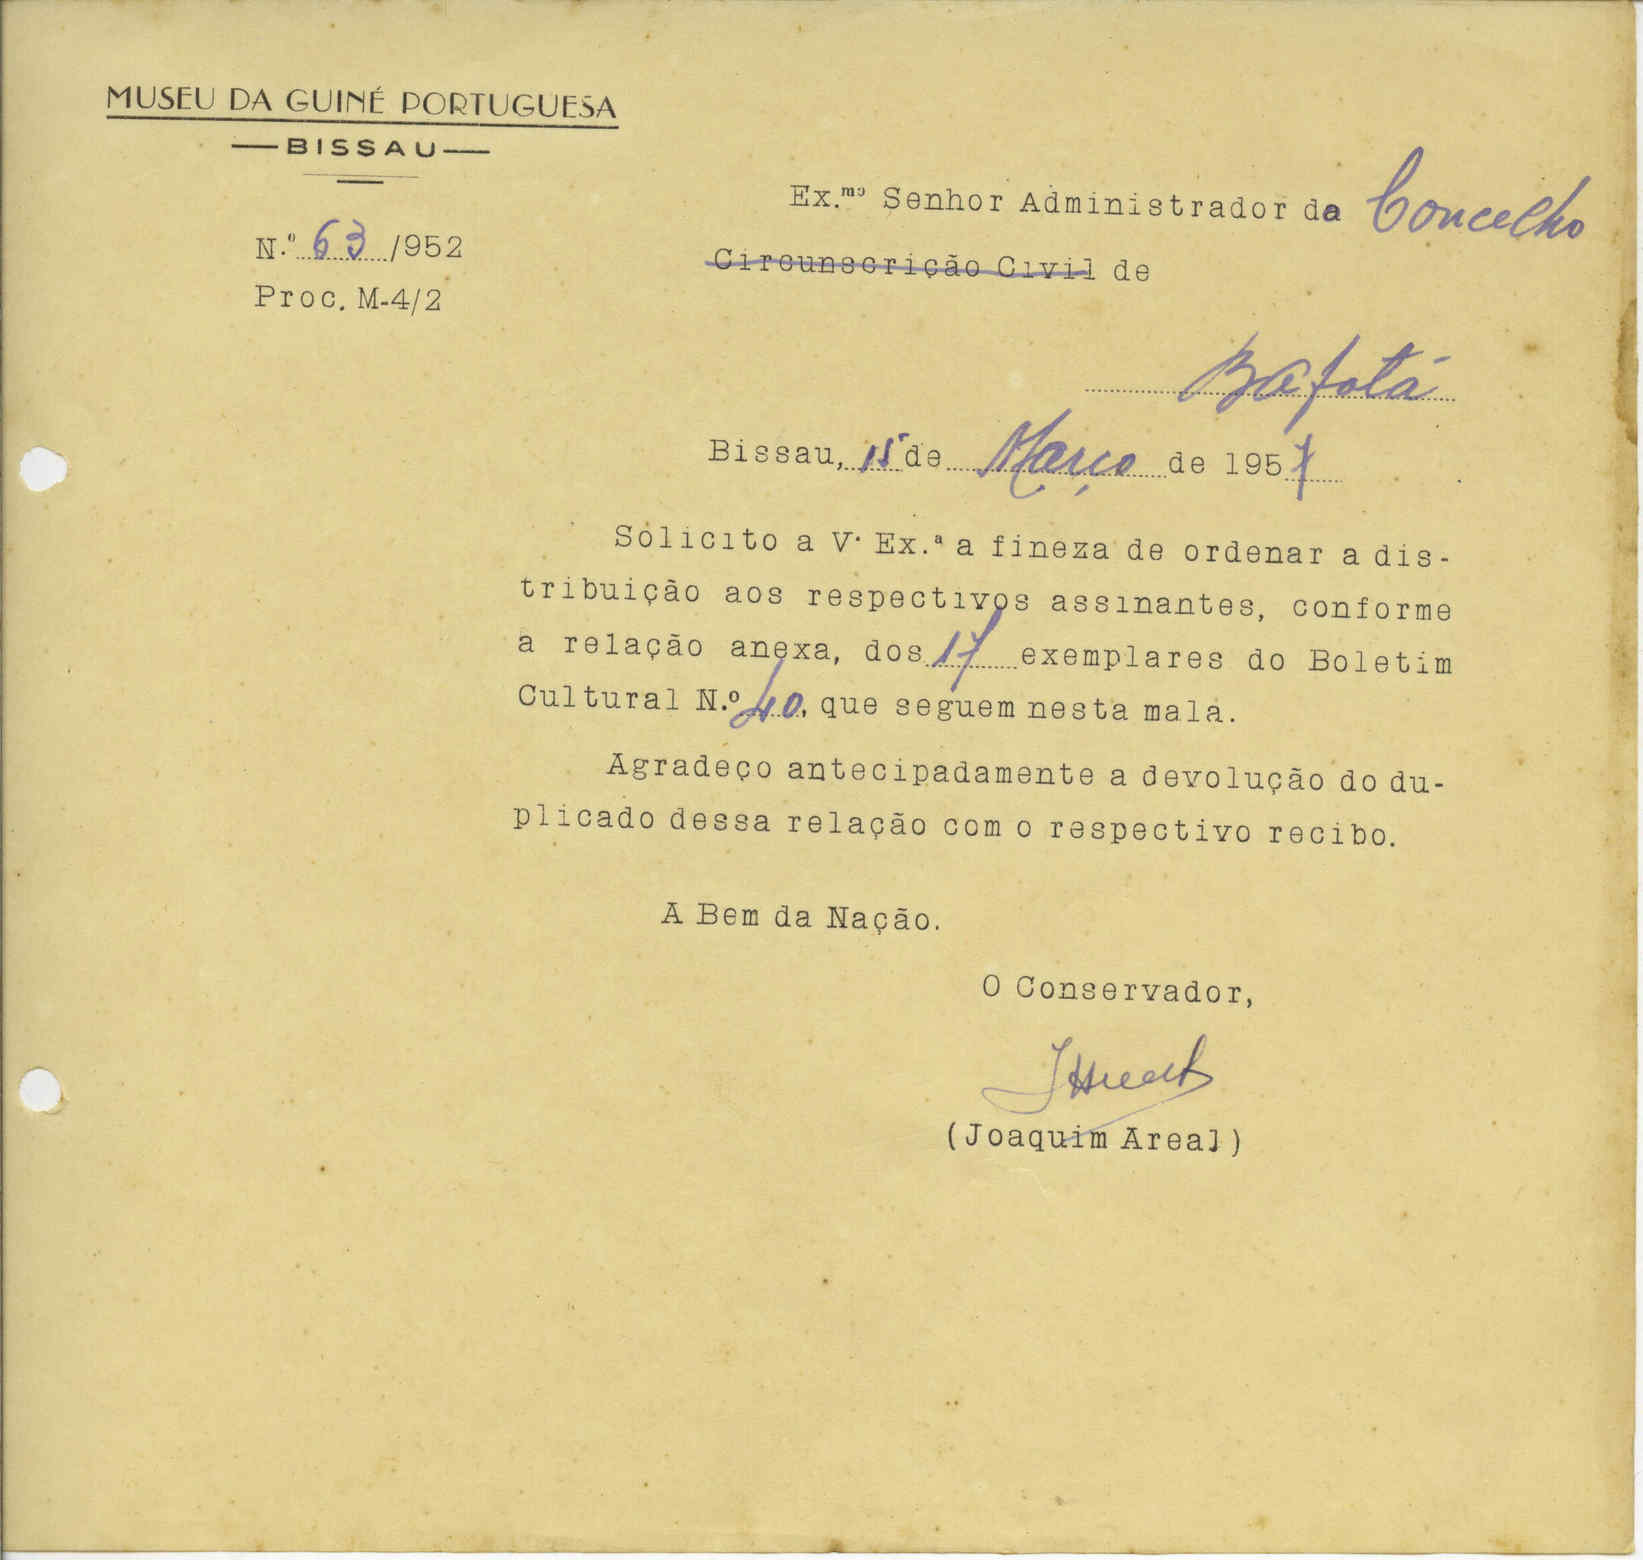 MUSEU DA GUINÉ PORTUGUESA
BISSAU
N.º 63 /952
Proc. M-4/2
Ex.mo Senhor Administrador do Concelho
Circunscrição Civil de
Bafatá
Bissau, 15 de Março de 1957
Solicito a V. Ex.ª a fineza de ordenar a dis-
tribuição aos respectivos assinantes, conforme
a relação anexa, dos 17 exemplares do Boletim
Cultural N.º 40, que seguem nesta mala.
Agradeço antecipadamente a devolução do du-
plicado dessa relação com o respectivo recibo.
A Bem da Nação.
O Conservador,
(Joaquim Areal)